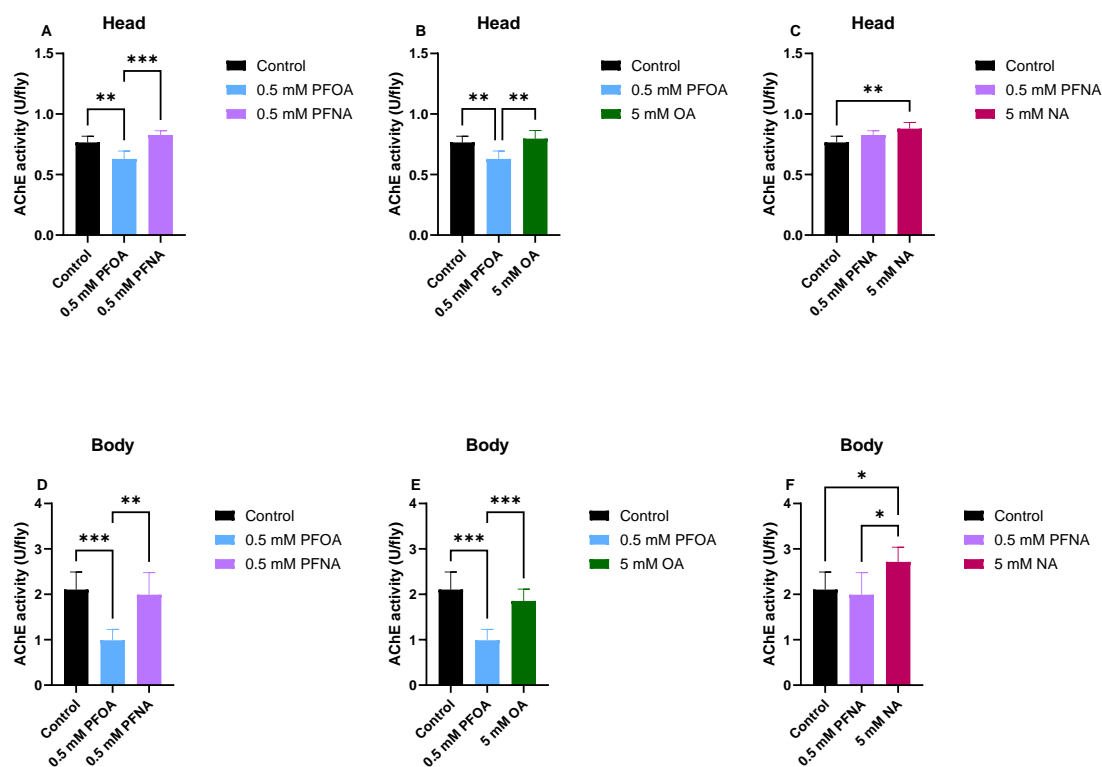 Head
A
AChE activity (U/fly)
1.5
1.0
0.5
0.0
**
***
Control
0.5 mM PFOA
0.5 mM PFNA
Control
0.5 mM PFOA
0.5 mM PFNA
Head
B
AChE activity (U/fly)
1.5
1.0
0.5
0.0
**
**
Control
0.5 mM PFOA
5 mM OA
Control
0.5 mM PFOA
5 mM OA
Head
C
AChE activity (U/fly)
1.5
1.0
0.5
0.0
**
Control
0.5 mM PFNA
5 mM NA
Control
0.5 mM PFNA
5 mM NA
Body
D
AChE activity (U/fly)
4
3
2
1
0
***
**
Control
0.5 mM PFOA
0.5 mM PFNA
Control
0.5 mM PFOA
0.5 mM PFNA
Body
E
AChE activity (U/fly)
4
3
2
1
0
***
***
Control
0.5 mM PFOA
5 mM OA
Control
0.5 mM PFOA
5 mM OA
Body
F
AChE activity (U/fly)
4
3
2
1
0
*
*
Control
0.5 mM PFNA
5 mM NA
Control
0.5 mM PFNA
5 mM NA